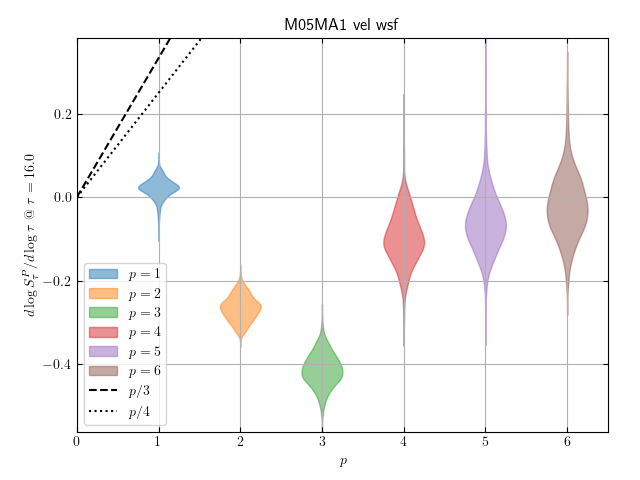 M05MA1 vel wsf
d log S_τ^P / d log τ @ τ = 16.0
0.2
0.0
−0.2
−0.4
p = 1
p = 2
p = 3
p = 4
p = 5
p = 6
p/3
p/4
0 1 2 3 4 5 6
p